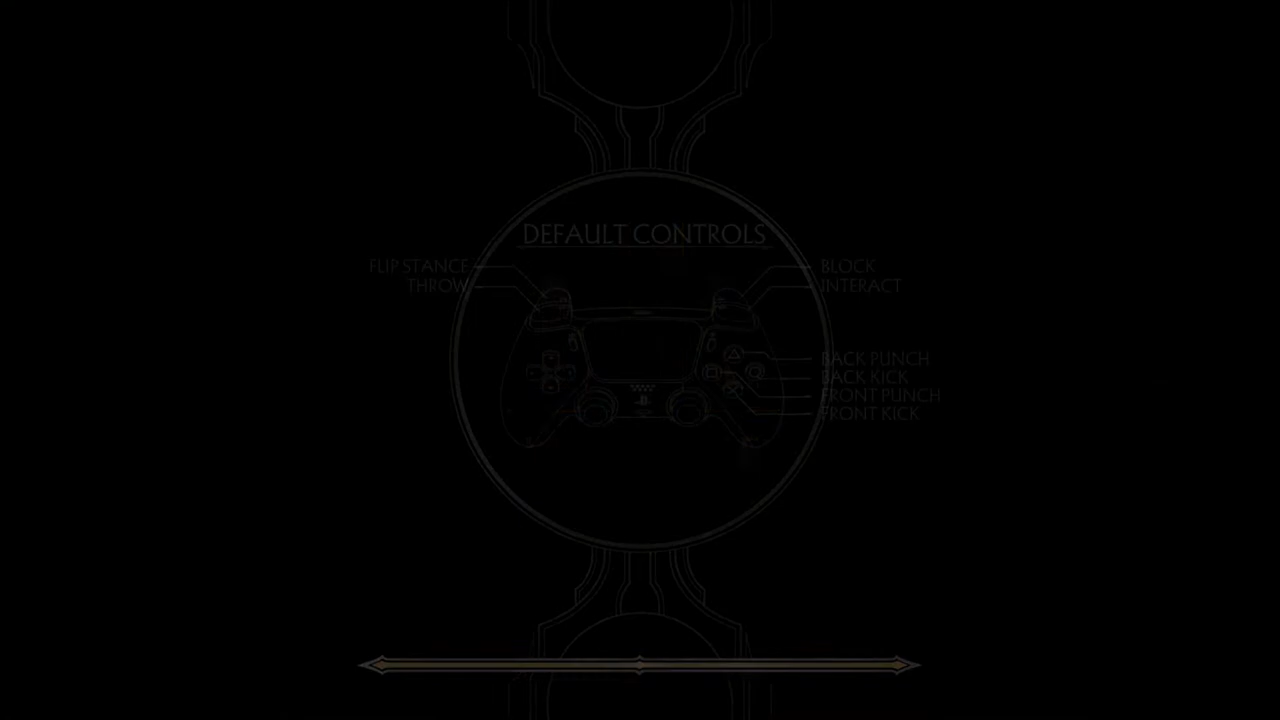 DEFAULT CONTROLS
FLIP STANCE
THROW
BLOCK
INTERACT
BACK PUNCH
BACK KICK
FRONT PUNCH
FRONT KICK